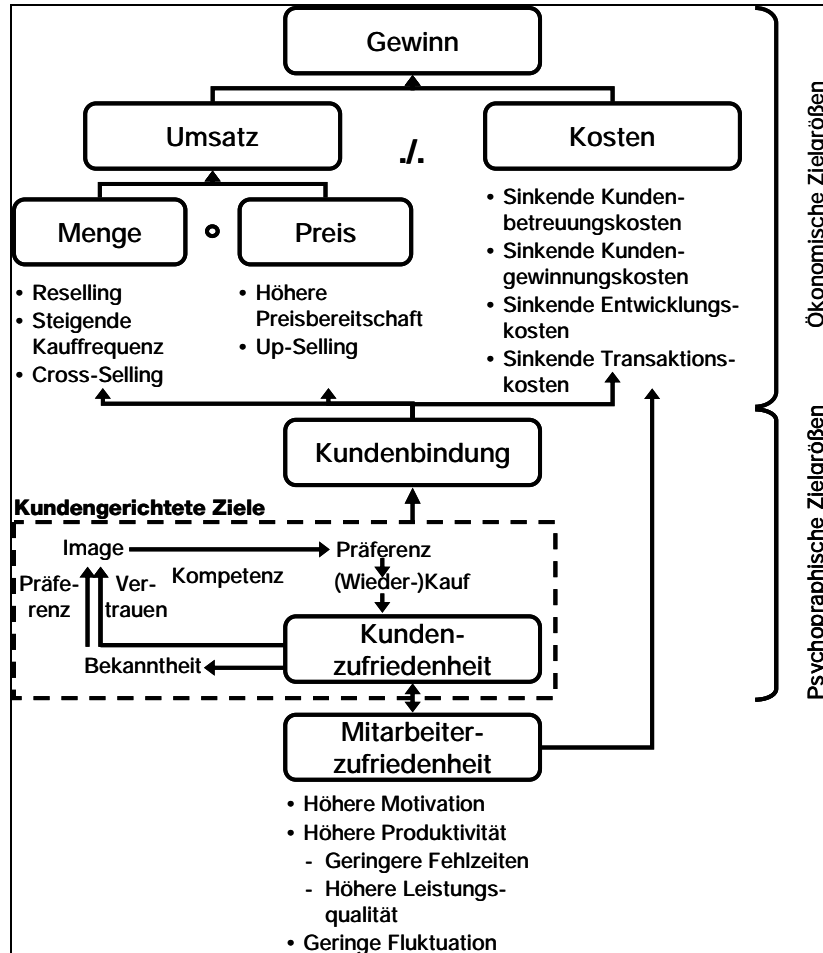 Gewinn
Umsatz
./.
Kosten
Menge
Preis
• Reselling
• Steigende
Kauffrequenz
• Cross-Selling
• Höhere
Preisbereitschaft
• Up-Selling
• Sinkende Kunden-
betreuungskosten
• Sinkende Kunden-
gewinnungskosten
• Sinkende Entwicklungs-
kosten
• Sinkende Transaktions-
kosten
Ökonomische Zielgrößen
Kundenbindung
Kundengerichtete Ziele
Image
Präferenz
Kompetenz
(Wieder-)Kauf
Präfe-
renz
Ver-
trauen
Kunden-
zufriedenheit
Bekanntheit
Psychopraphische Zielgrößen
Mitarbeiter-
zufriedenheit
• Höhere Motivation
• Höhere Produktivität
- Geringere Fehlzeiten
- Höhere Leistungs-
qualität
• Geringe Fluktuation